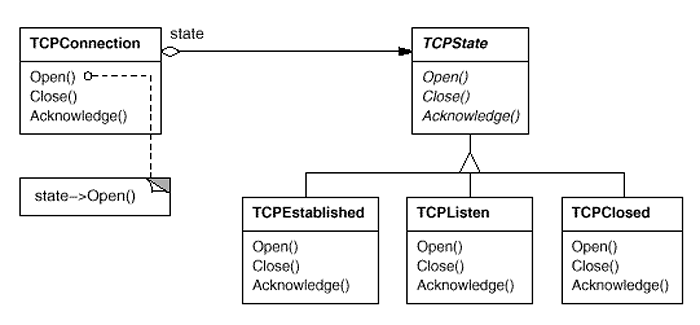 TCPConnection
Open()
Close()
Acknowledge()
state
TCPState
Open()
Close()
Acknowledge()
state−>Open()
TCPEstablished
Open()
Close()
Acknowledge()
TCPListen
Open()
Close()
Acknowledge()
TCPClosed
Open()
Close()
Acknowledge()